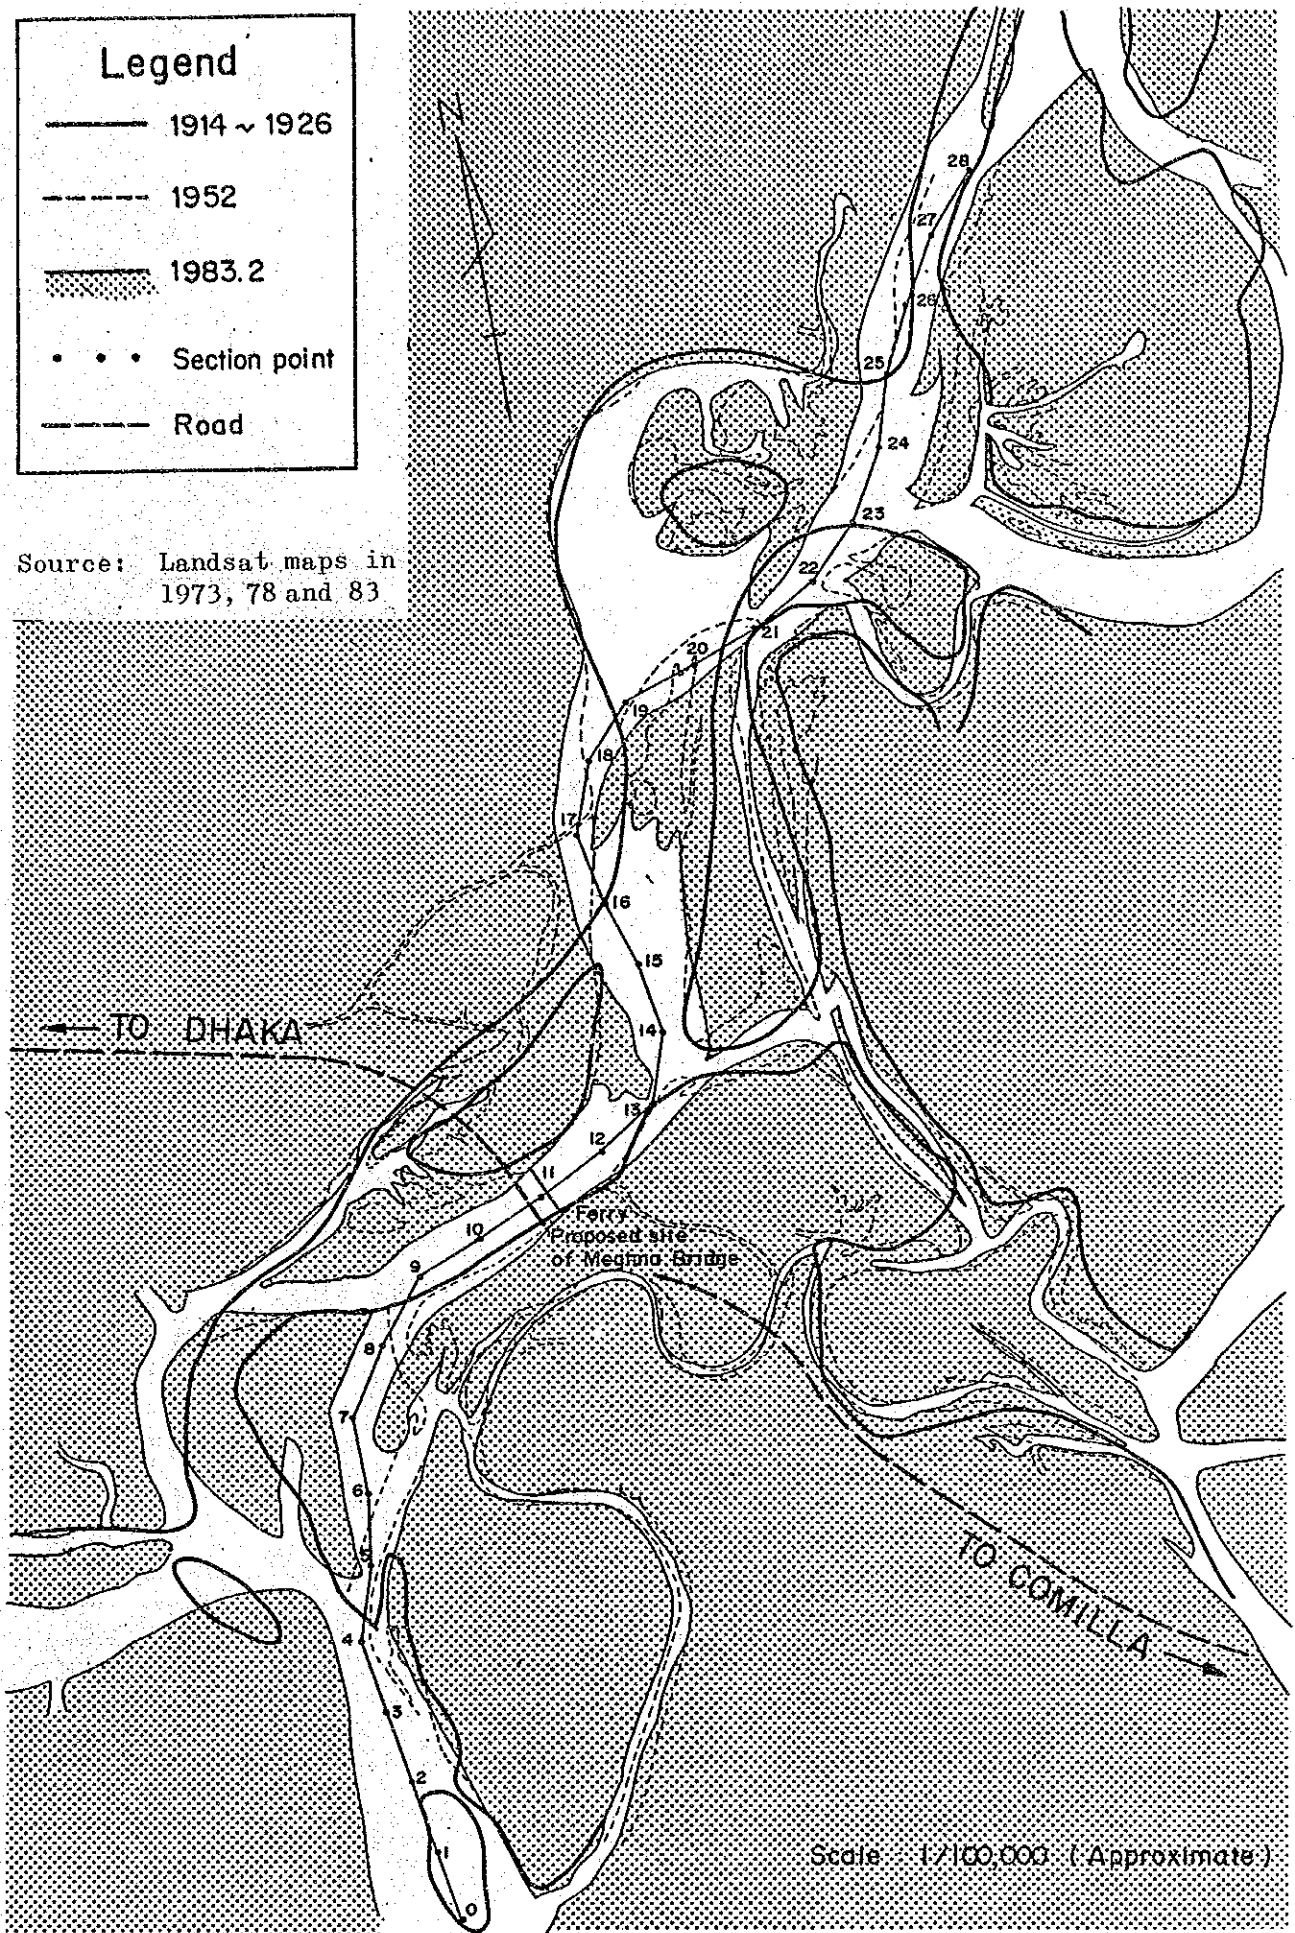 Legend
1914 ~ 1926
1952
1983.2
Section point
Road
Source: Landsat maps in
1973, 78 and 83
28
27
26
25
24
23
22
21
20
19
18
17
16
15
14
13
12
11
10
9
8
7
6
5
4
3
2
1
0
TO DHAKA
Ferry
Proposed site
of Meghna Bridge
TO COMILLA
Scale 1/100,000 (Approximate)